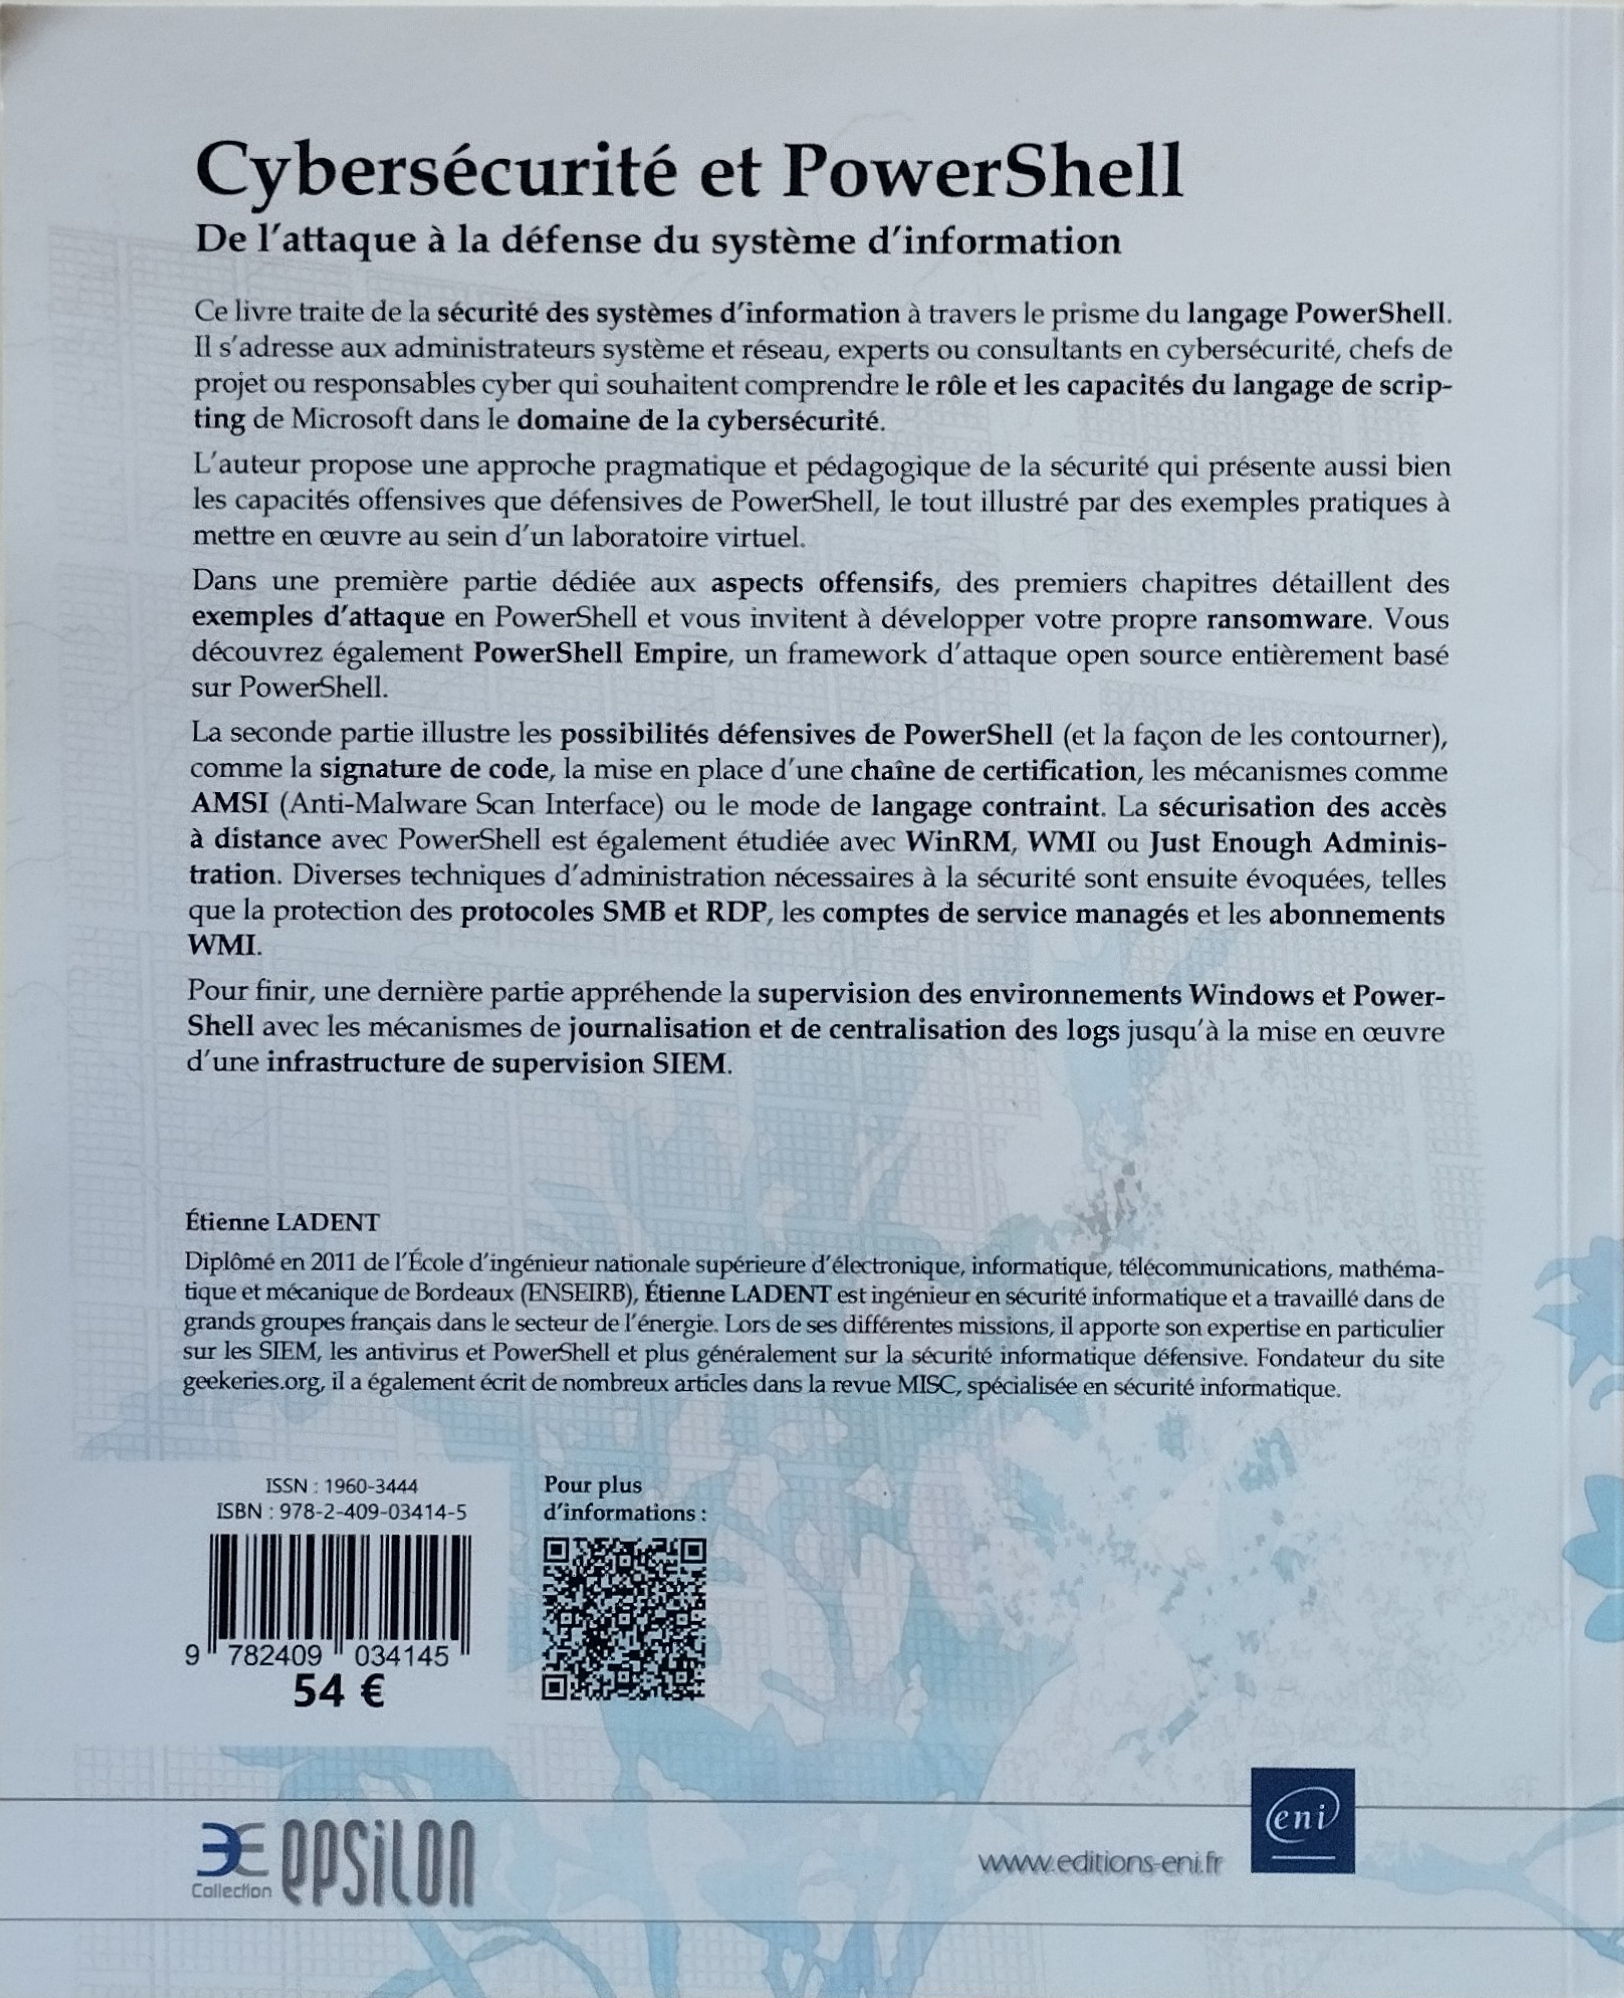 Cybersécurité et PowerShell
De l'attaque à la défense du système d'information
Ce livre traite de la sécurité des systèmes d'information à travers le prisme du langage PowerShell.
Il s'adresse aux administrateurs système et réseau, experts ou consultants en cybersécurité, chefs de
projet ou responsables cyber qui souhaitent comprendre le rôle et les capacités du langage de scrip-
ting de Microsoft dans le domaine de la cybersécurité.
L'auteur propose une approche pragmatique et pédagogique de la sécurité qui présente aussi bien
les capacités offensives que défensives de PowerShell, le tout illustré par des exemples pratiques à
mettre en œuvre au sein d'un laboratoire virtuel.
Dans une première partie dédiée aux aspects offensifs, des premiers chapitres détaillent des
exemples d'attaque en PowerShell et vous invitent à développer votre propre ransomware. Vous
découvrez également PowerShell Empire, un framework d'attaque open source entièrement basé
sur PowerShell.
La seconde partie illustre les possibilités défensives de PowerShell (et la façon de les contourner),
comme la signature de code, la mise en place d'une chaîne de certification, les mécanismes comme
AMSI (Anti-Malware Scan Interface) ou le mode de langage contraint. La sécurisation des accès
à distance avec PowerShell est également étudiée avec WinRM, WMI ou Just Enough Adminis-
tration. Diverses techniques d'administration nécessaires à la sécurité sont ensuite évoquées, telles
que la protection des protocoles SMB et RDP, les comptes de service managés et les abonnements
WMI.
Pour finir, une dernière partie appréhende la supervision des environnements Windows et Power-
Shell avec les mécanismes de journalisation et de centralisation des logs jusqu'à la mise en œuvre
d'une infrastructure de supervision SIEM.
Étienne LADENT
Diplômé en 2011 de l'École d'ingénieur nationale supérieure d'électronique, informatique, télécommunications, mathéma-
tique et mécanique de Bordeaux (ENSEIRB), Étienne LADENT est ingénieur en sécurité informatique et a travaillé dans de
grands groupes français dans le secteur de l'énergie. Lors de ses différentes missions, il apporte son expertise en particulier
sur les SIEM, les antivirus et PowerShell et plus généralement sur la sécurité informatique défensive. Fondateur du site
geekeries.org, il a également écrit de nombreux articles dans la revue MISC, spécialisée en sécurité informatique.
ISSN : 1960-3444
ISBN : 978-2-409-03414-5
9 782409 034145
54 €
Pour plus
d'informations :
Collection epsilon
www.editions-eni.fr
eni